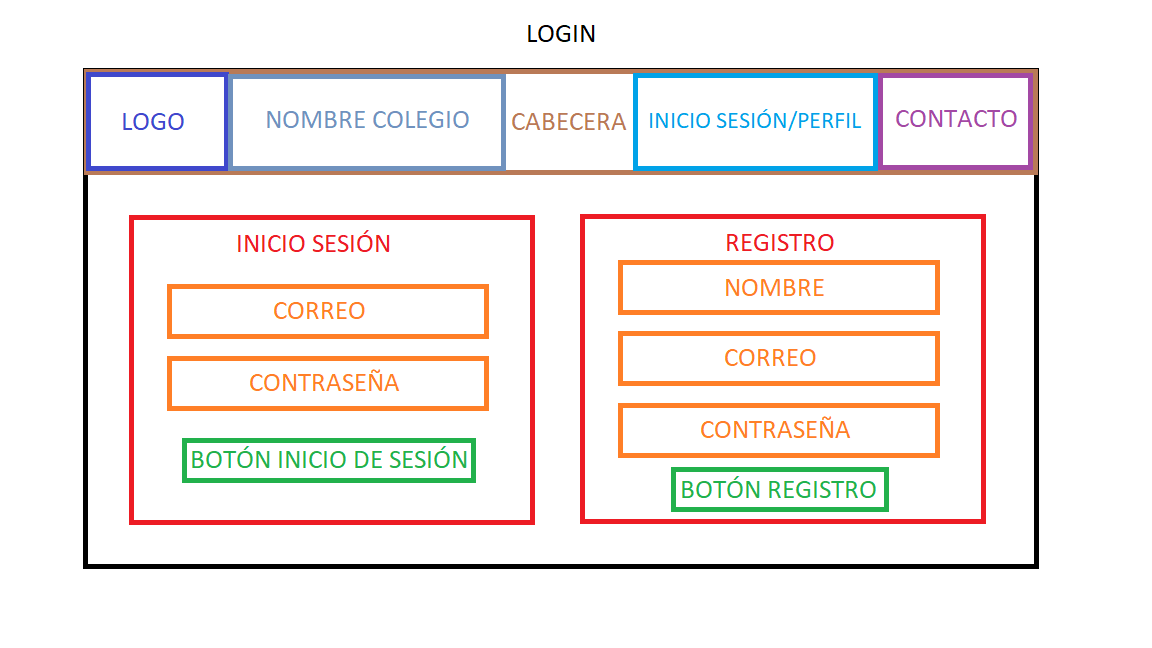 LOGIN
LOGO
NOMBRE COLEGIO
CABECERA
INICIO SESIÓN/PERFIL
CONTACTO
INICIO SESIÓN
CORREO
CONTRASEÑA
BOTÓN INICIO DE SESIÓN
REGISTRO
NOMBRE
CORREO
CONTRASEÑA
BOTÓN REGISTRO